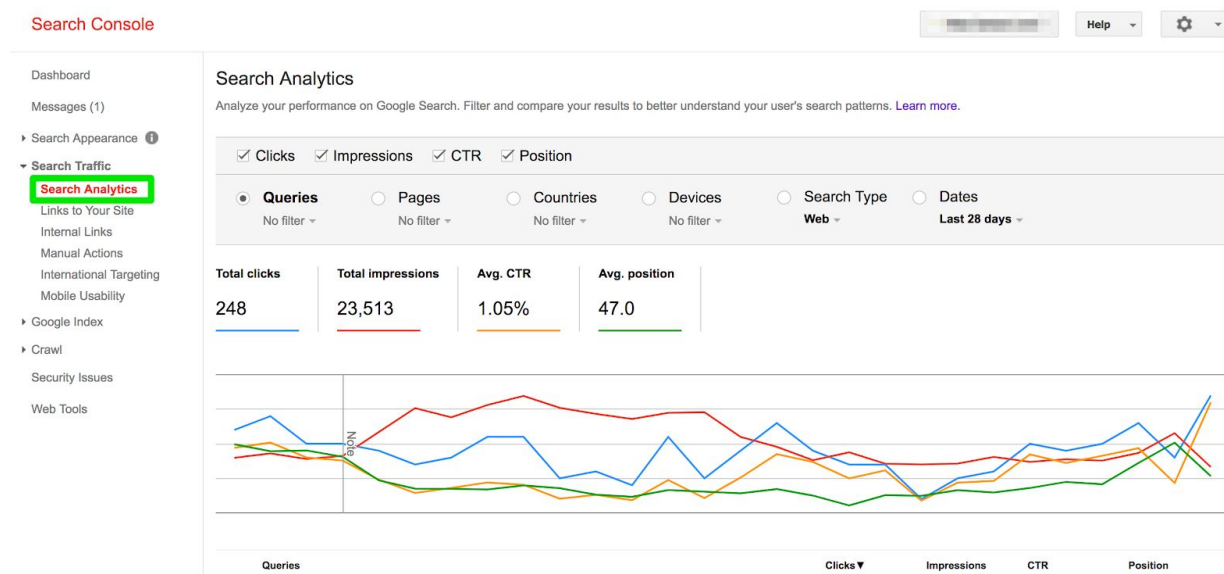 Search Console
Help
Dashboard
Messages (1)
Search Appearance
Search Traffic
Search Analytics
Links to Your Site
Internal Links
Manual Actions
International Targeting
Mobile Usability
Google Index
Crawl
Security Issues
Web Tools
Search Analytics
Analyze your performance on Google Search. Filter and compare your results to better understand your user's search patterns. Learn more.
Clicks Impressions CTR Position
Queries Pages Countries Devices Search Type Dates
No filter No filter No filter No filter Web Last 28 days
Total clicks Total impressions Avg. CTR Avg. position
248 23,513 1.05% 47.0
Note
Queries Clicks▼ Impressions CTR Position